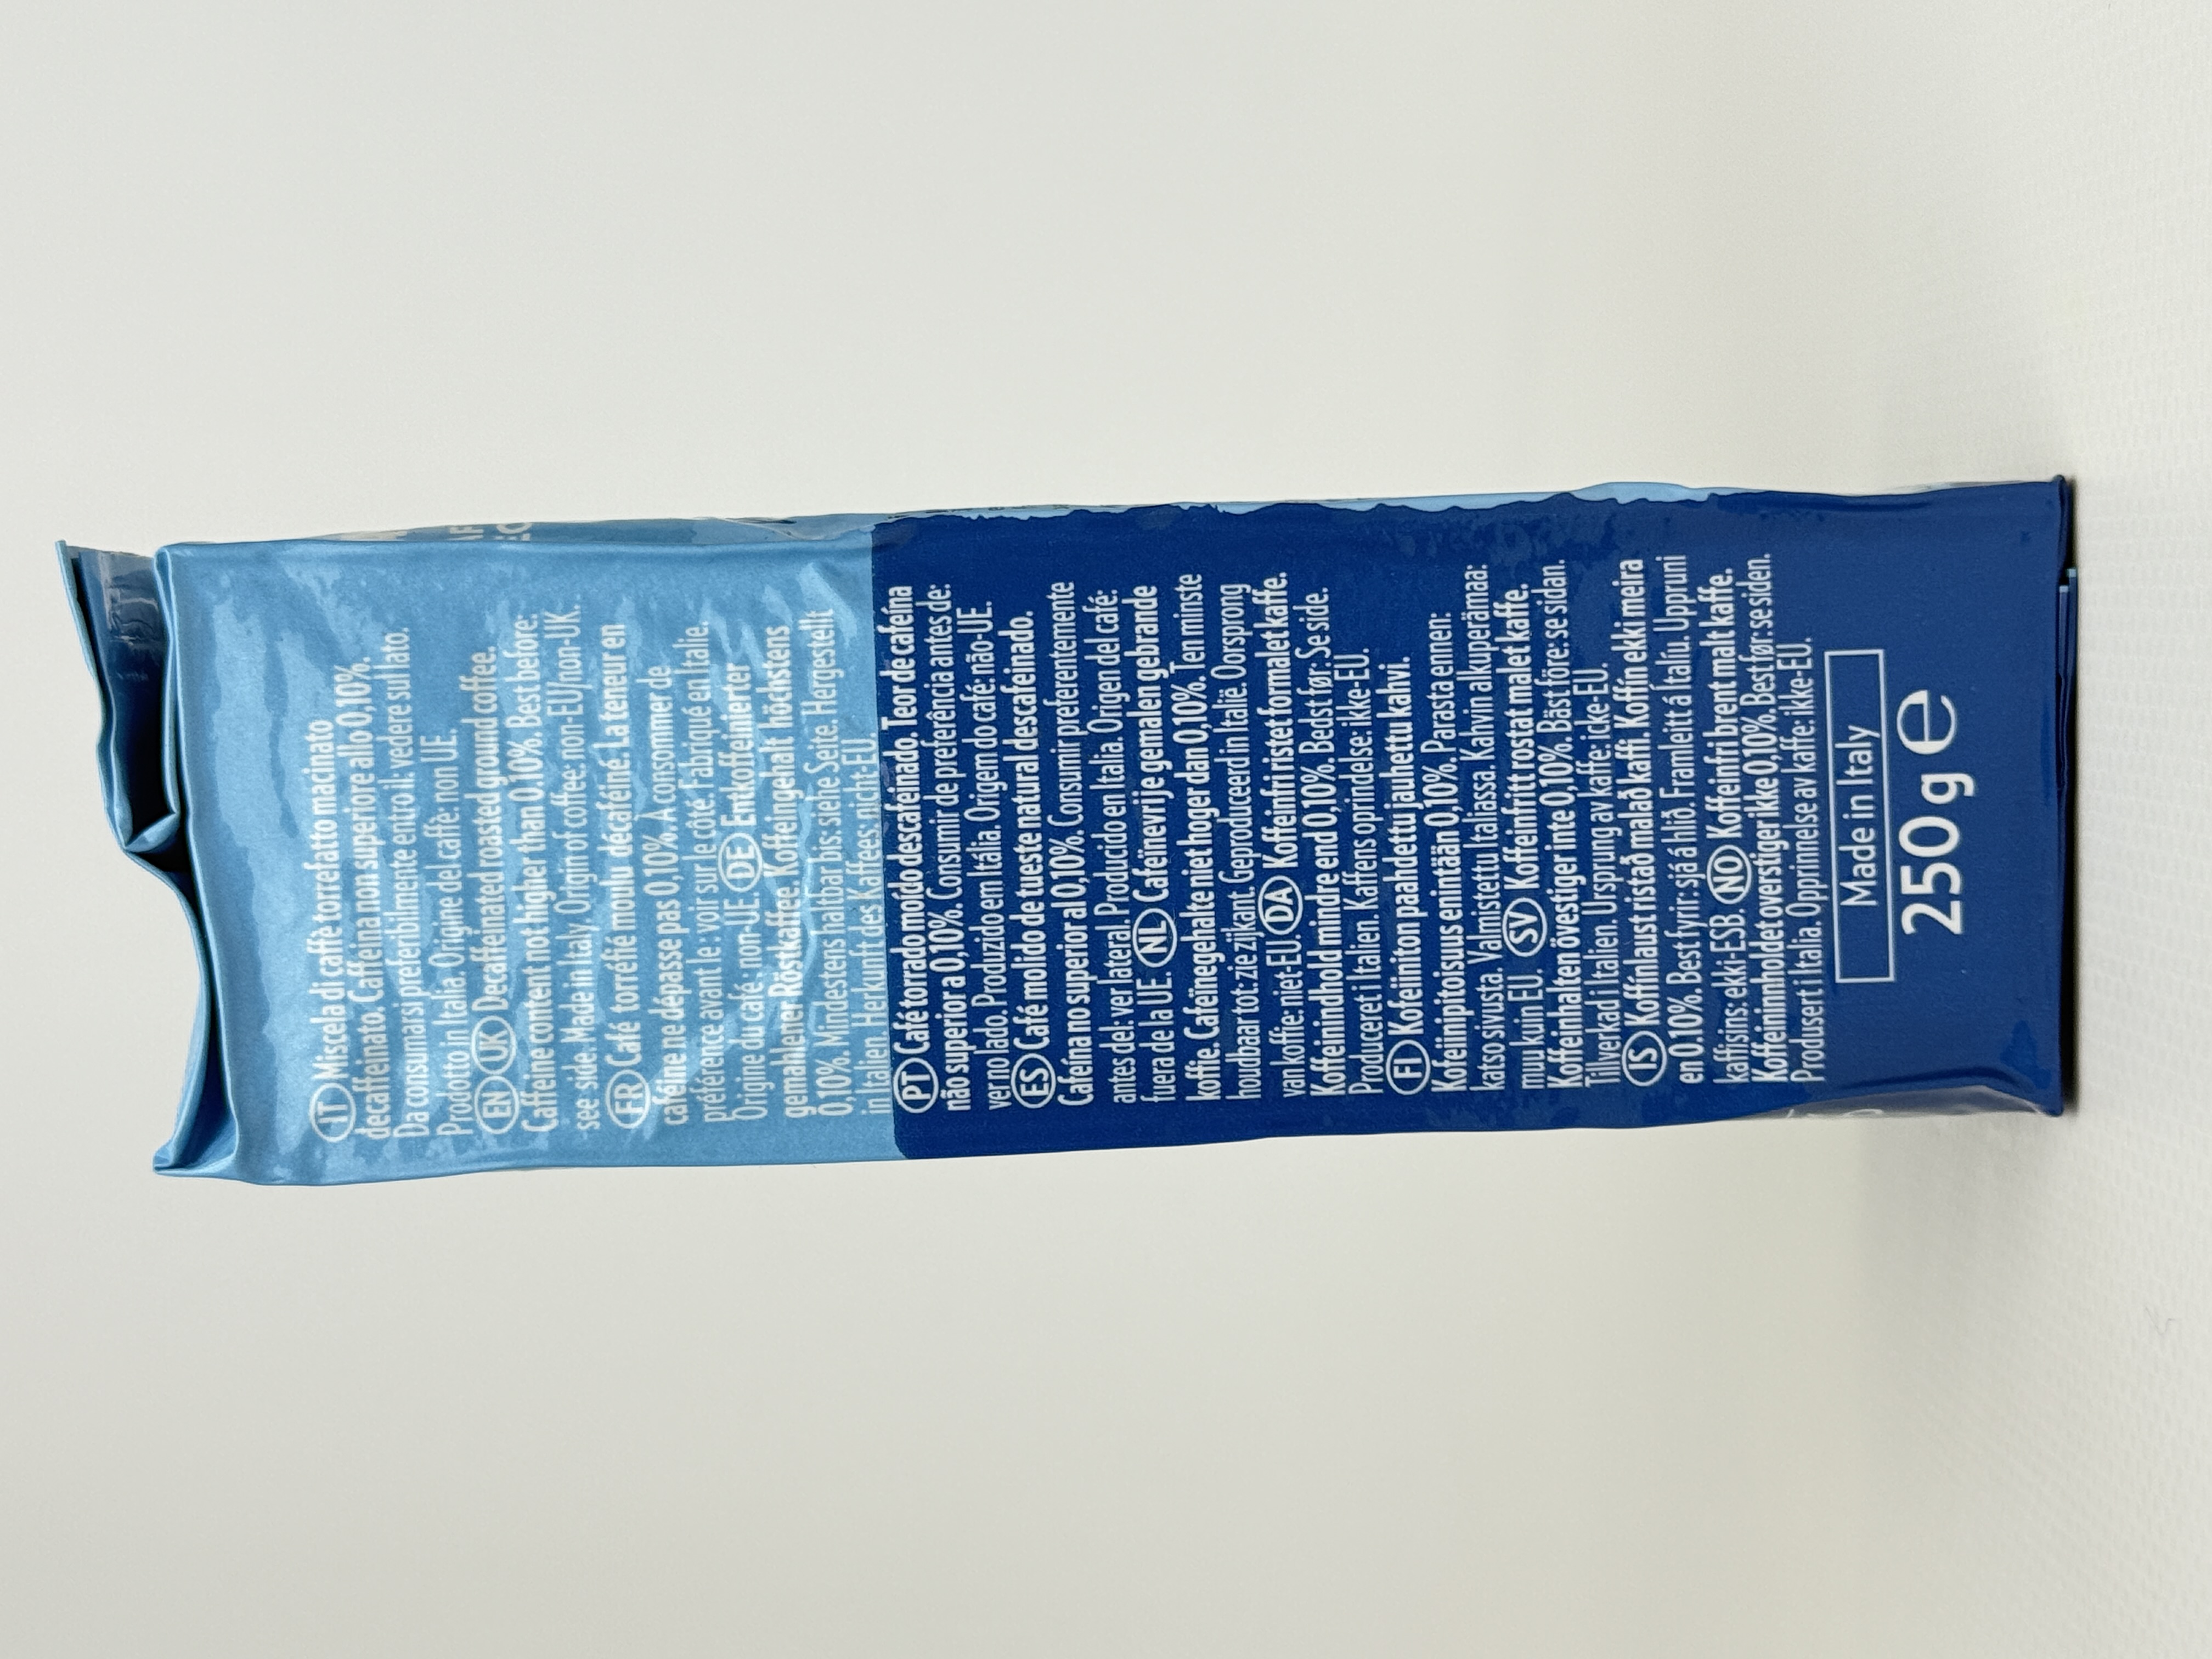 IT Miscela di caffè torrefatto macinato
decaffeinato. Caffeina non superiore allo 0,10%.
Da consumarsi preferibilmente entro il: vedere sul lato.
Prodotto in Italia. Origine del caffè: non UE.
EN UK Decaffeinated roasted ground coffee.
Caffeine content not higher than 0.10%. Best before:
see side. Made in Italy. Origin of coffee: non-EU/non-UK.
FR Café torréfié moulu décaféiné. La teneur en
caféine ne dépasse pas 0,10%. À consommer de
préférence avant le : voir sur le côté. Fabriqué en Italie.
Origine du café: non-UE. DE Entkoffeinierter
gemahlener Röstkaffee. Koffeingehalt höchstens
0,10%. Mindestens haltbar bis: siehe Seite. Hergestellt
in Italien. Herkunft des Kaffees: nicht-EU
PT Café torrado moído descafeinado. Teor de cafeína
não superior a 0,10%. Consumir de preferência antes de:
ver no lado. Produzido em Itália. Origem do café: não-UE.
ES Café molido de tueste natural descafeinado.
Cafeína no superior al 0,10%. Consumir preferentemente
antes del: ver lateral. Producido en Italia. Origen del café:
fuera de la UE. NL Cafeïnevrije gemalen gebrande
koffie. Cafeïnegehalte niet hoger dan 0,10%. Ten minste
houdbaar tot: zie zijkant. Geproduceerd in Italië. Oorsprong
van koffie: niet-EU. DA Koffeinfri ristet formalet kaffe.
Koffeinindhold mindre end 0,10%. Bedst før: Se side.
Produceret i Italien. Kaffens oprindelse: ikke-EU.
FI Kofeiiniton paahdettu jauhettu kahvi.
Kofeiinipitoisuus enintään 0,10%. Parasta ennen:
katso sivusta. Valmistettu Italiassa. Kahvin alkuperämaa:
muu kuin EU. SV Koffeinfritt rostat malet kaffe.
Koffeinhalten övestiger inte 0,10%. Bäst före: se sidan.
Tillverkad i Italien. Ursprung av kaffe: icke-EU.
IS Koffínlaust ristað malað kaffi. Koffín ekki meira
en 0.10%. Best fyrir: sjá á hlið. Framleitt á Ítalíu. Uppruni
kaffisins: ekki-ESB. NO Koffeinfri brent malt kaffe.
Koffeininnholdet overstiger ikke 0,10%. Best før: se siden.
Produsert i Italia. Opprinnelse av kaffe: ikke-EU.
Made in Italy
250 g e